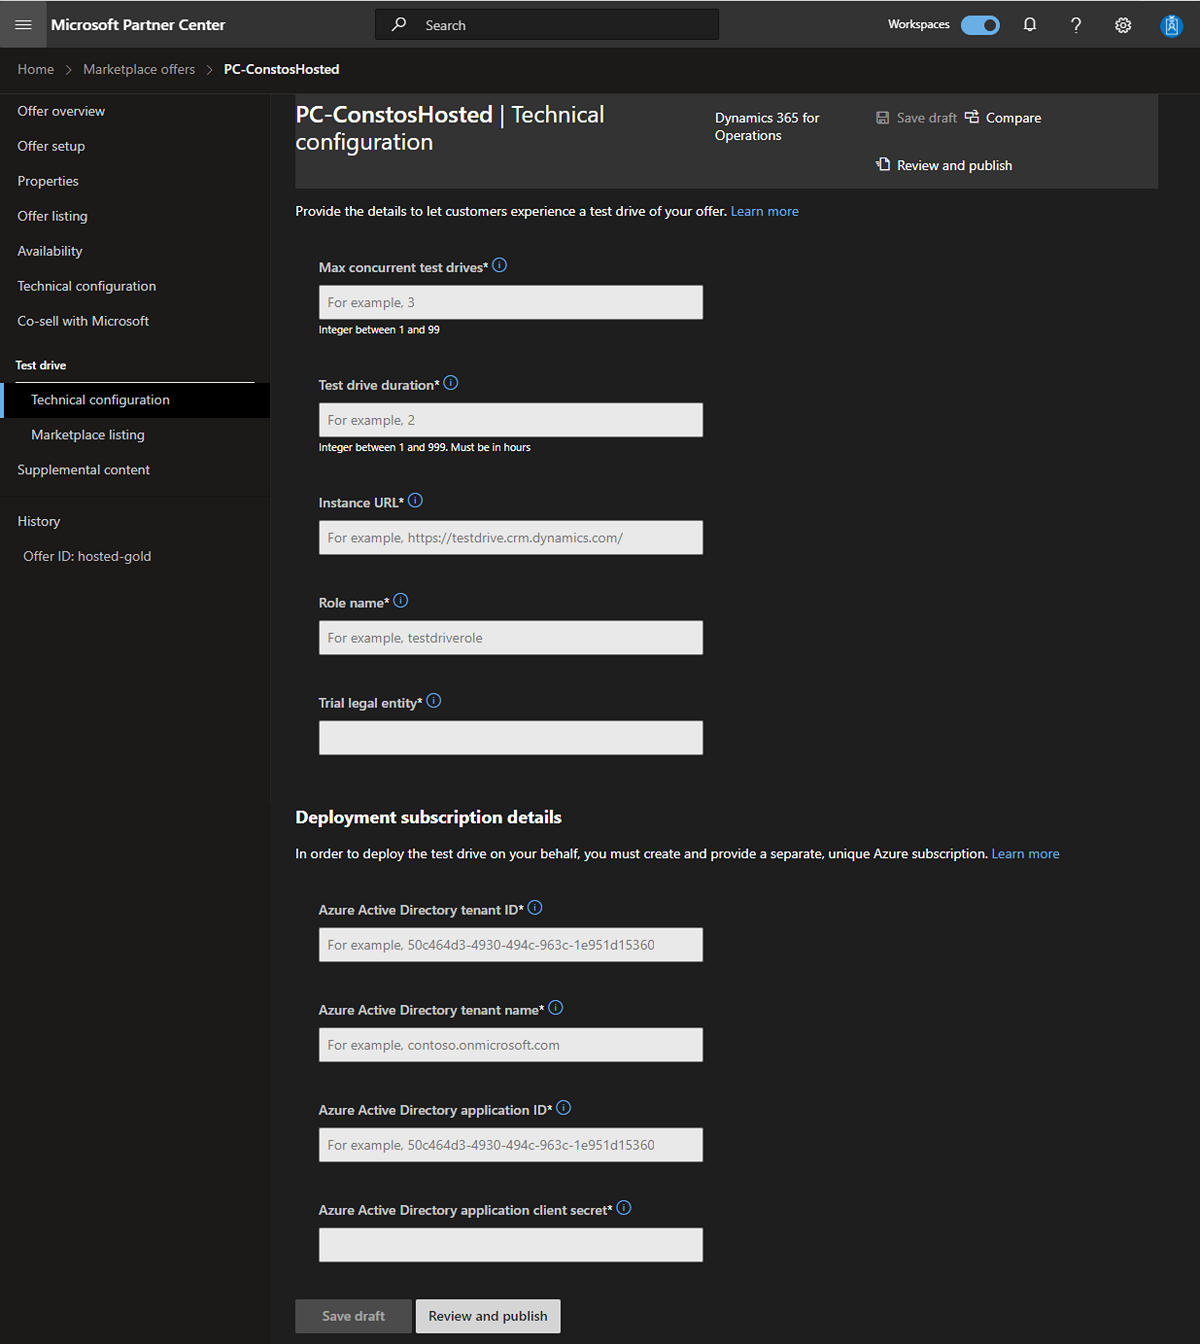 Microsoft Partner Center
Search
Workspaces
Home > Marketplace offers > PC-ConstosHosted
Offer overview
Offer setup
Properties
Offer listing
Availability
Technical configuration
Co-sell with Microsoft
Test drive
Technical configuration
Marketplace listing
Supplemental content
History
Offer ID: hosted-gold
PC-ConstosHosted | Technical
configuration
Dynamics 365 for
Operations
Save draft
Compare
Review and publish
Provide the details to let customers experience a test drive of your offer. Learn more
Max concurrent test drives*
For example, 3
Integer between 1 and 99
Test drive duration*
For example, 2
Integer between 1 and 999. Must be in hours
Instance URL*
For example, https://testdrive.crm.dynamics.com/
Role name*
For example, testdriverole
Trial legal entity*
Deployment subscription details
In order to deploy the test drive on your behalf, you must create and provide a separate, unique Azure subscription. Learn more
Azure Active Directory tenant ID*
For example, 50c464d3-4930-494c-963c-1e951d15360
Azure Active Directory tenant name*
For example, contoso.onmicrosoft.com
Azure Active Directory application ID*
For example, 50c464d3-4930-494c-963c-1e951d15360
Azure Active Directory application client secret*
Save draft
Review and publish